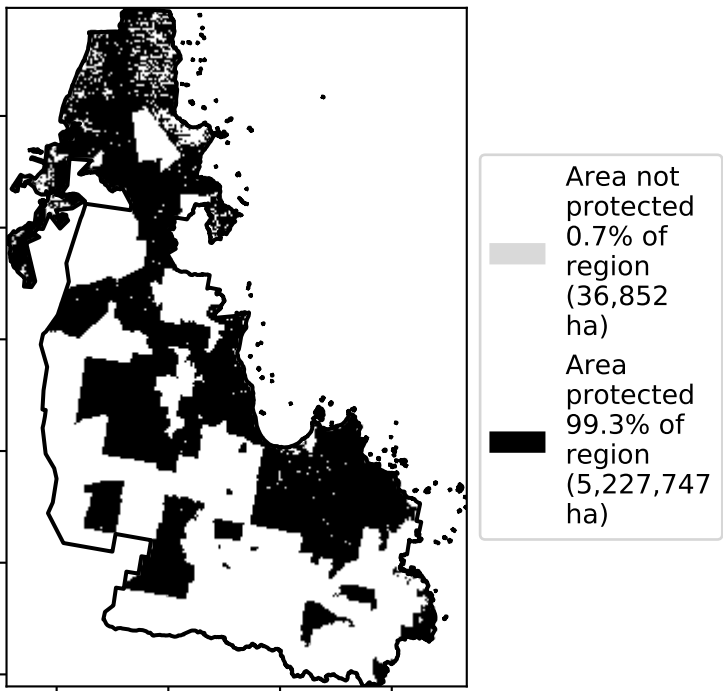 Area not
protected
0.7% of
region
(36,852
ha)
Area
protected
99.3% of
region
(5,227,747
ha)